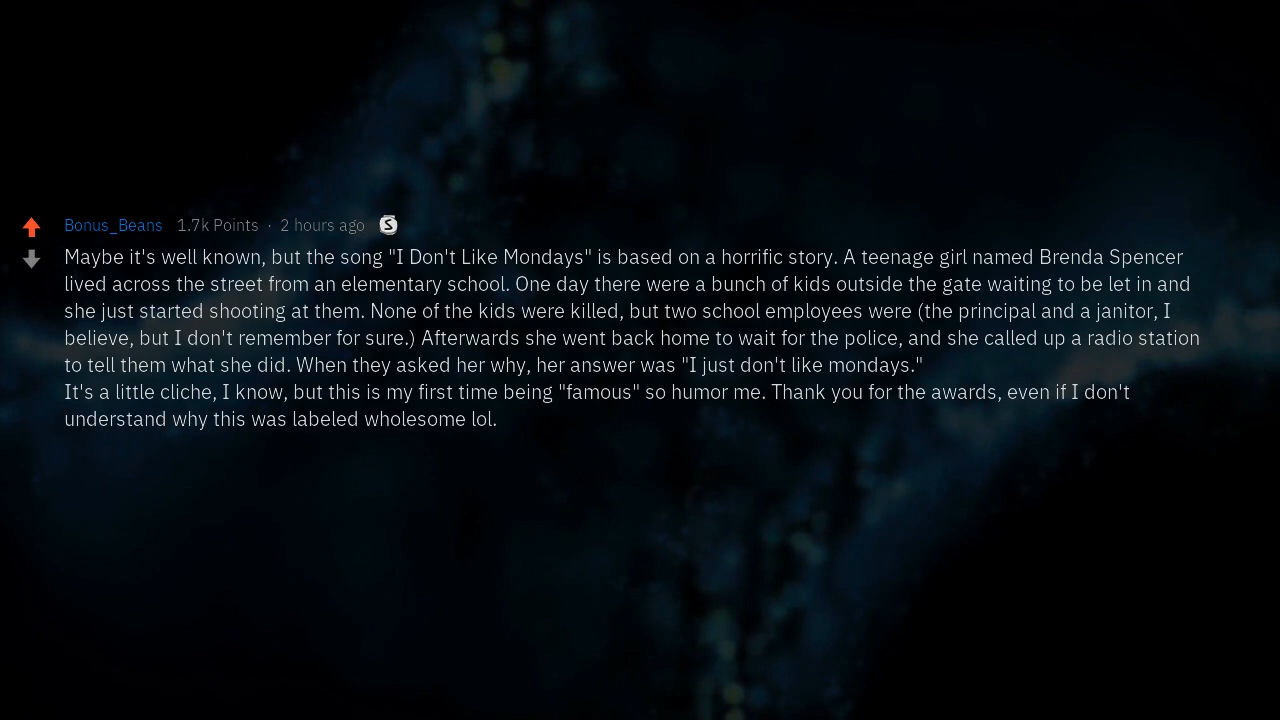 Bonus_Beans 1.7k Points · 2 hours ago S
Maybe it's well known, but the song "I Don't Like Mondays" is based on a horrific story. A teenage girl named Brenda Spencer
lived across the street from an elementary school. One day there were a bunch of kids outside the gate waiting to be let in and
she just started shooting at them. None of the kids were killed, but two school employees were (the principal and a janitor, I
believe, but I don't remember for sure.) Afterwards she went back home to wait for the police, and she called up a radio station
to tell them what she did. When they asked her why, her answer was "I just don't like mondays."
It's a little cliche, I know, but this is my first time being "famous" so humor me. Thank you for the awards, even if I don't
understand why this was labeled wholesome lol.